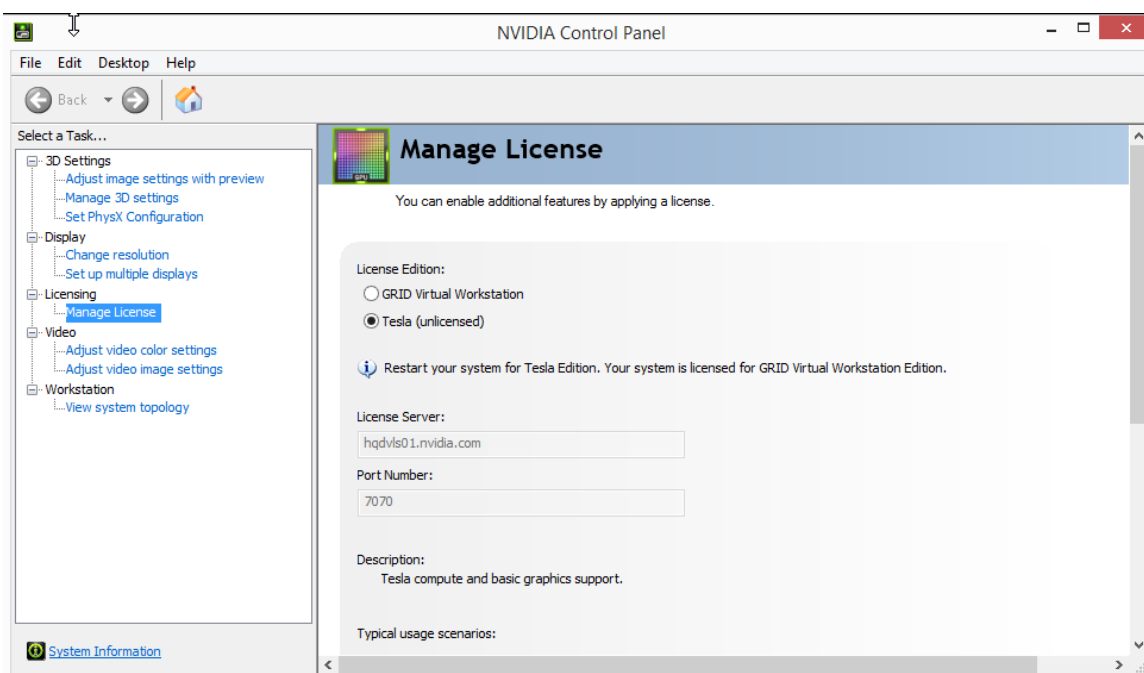 NVIDIA Control Panel
File Edit Desktop Help
Back
Select a Task...
3D Settings
Adjust image settings with preview
Manage 3D settings
Set PhysX Configuration
Display
Change resolution
Set up multiple displays
Licensing
Manage License
Video
Adjust video color settings
Adjust video image settings
Workstation
View system topology
System Information
GPU
Manage License
You can enable additional features by applying a license.
License Edition:
GRID Virtual Workstation
Tesla (unlicensed)
Restart your system for Tesla Edition. Your system is licensed for GRID Virtual Workstation Edition.
License Server:
hqdvls01.nvidia.com
Port Number:
7070
Description:
Tesla compute and basic graphics support.
Typical usage scenarios: